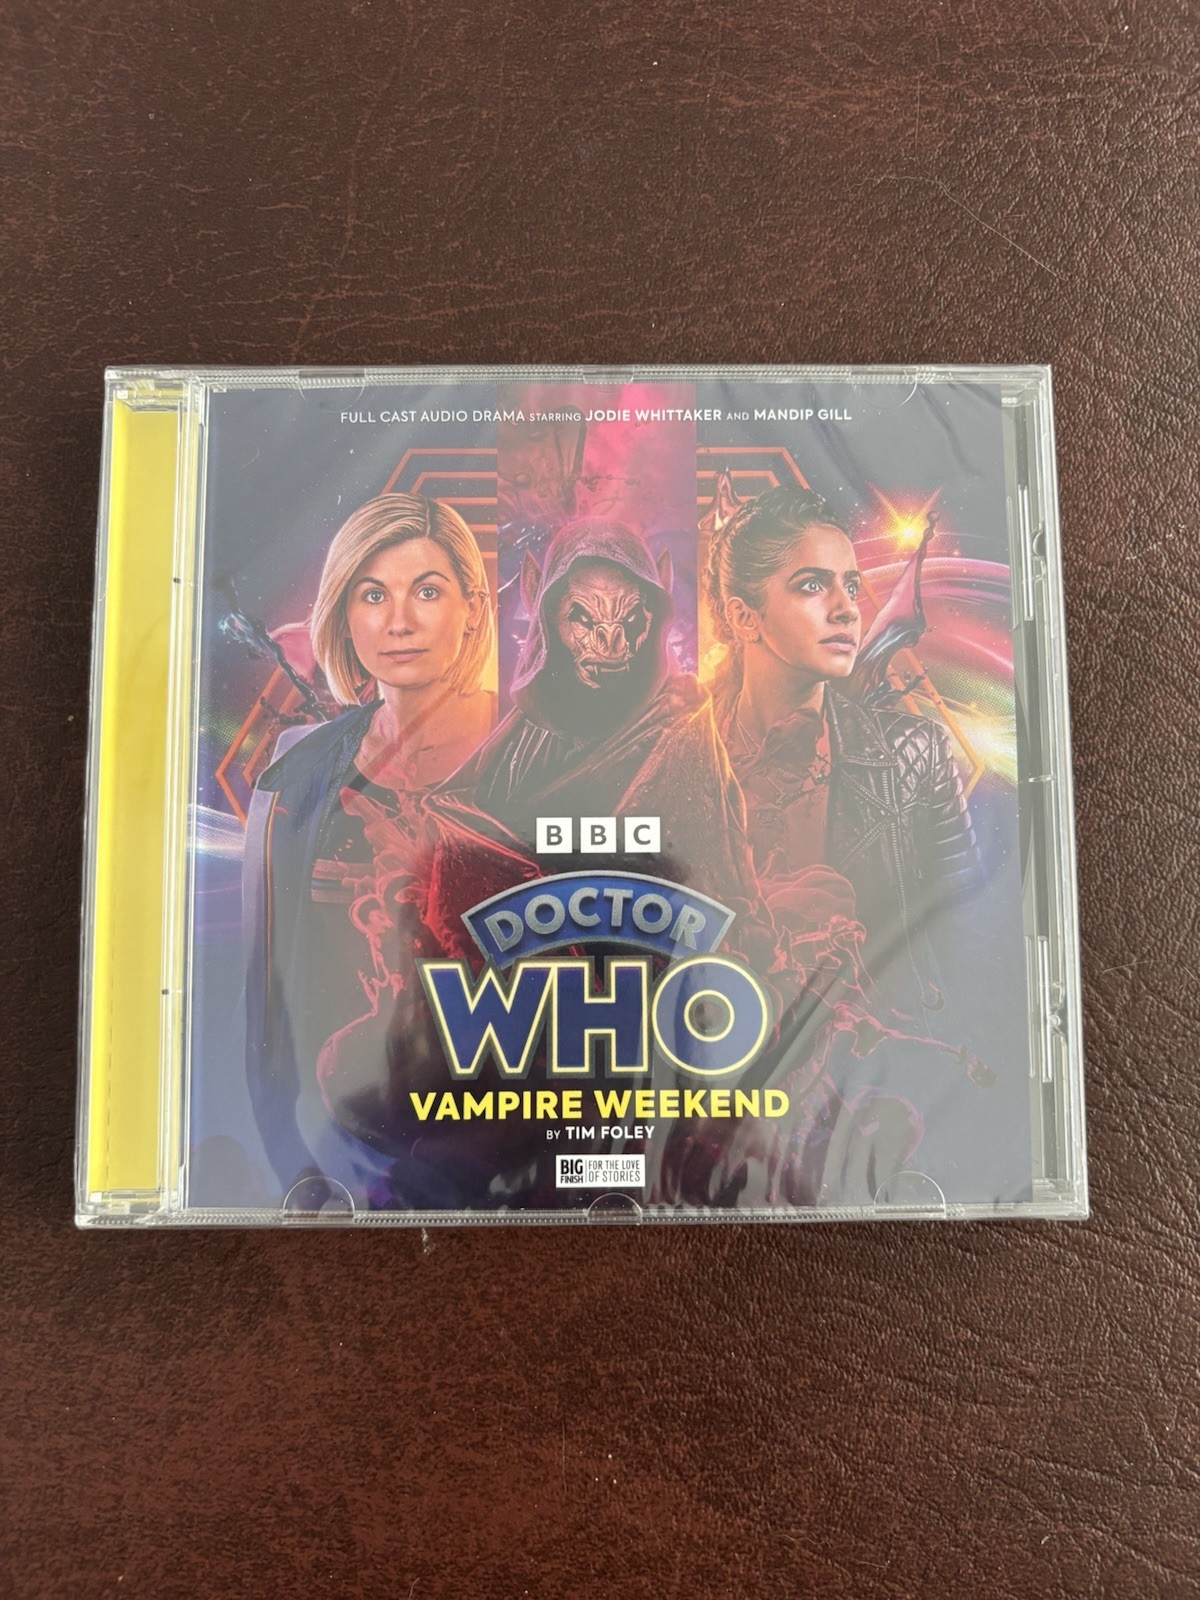 FULL CAST AUDIO DRAMA STARRING JODIE WHITTAKER AND MANDIP GILL
BBC
DOCTOR
WHO
VAMPIRE WEEKEND
BY TIM FOLEY
BIG FINISH
FOR THE LOVE
OF STORIES